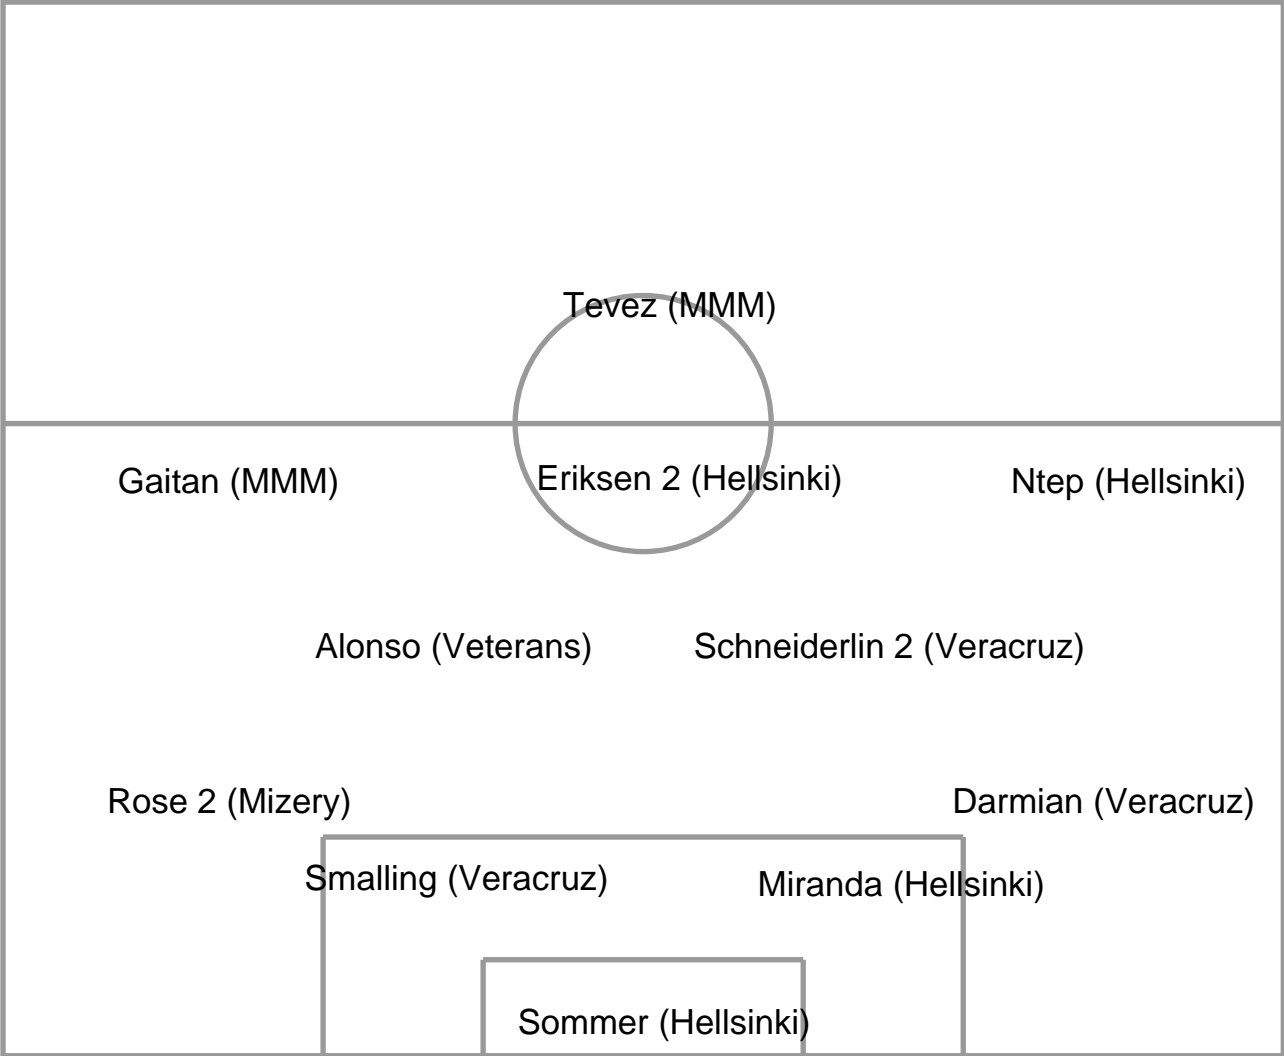 Tevez (MMM)
Gaitan (MMM)
Eriksen 2 (Hellsinki)
Ntep (Hellsinki)
Alonso (Veterans)
Schneiderlin 2 (Veracruz)
Rose 2 (Mizery)
Darmian (Veracruz)
Smalling (Veracruz)
Miranda (Hellsinki)
Sommer (Hellsinki)